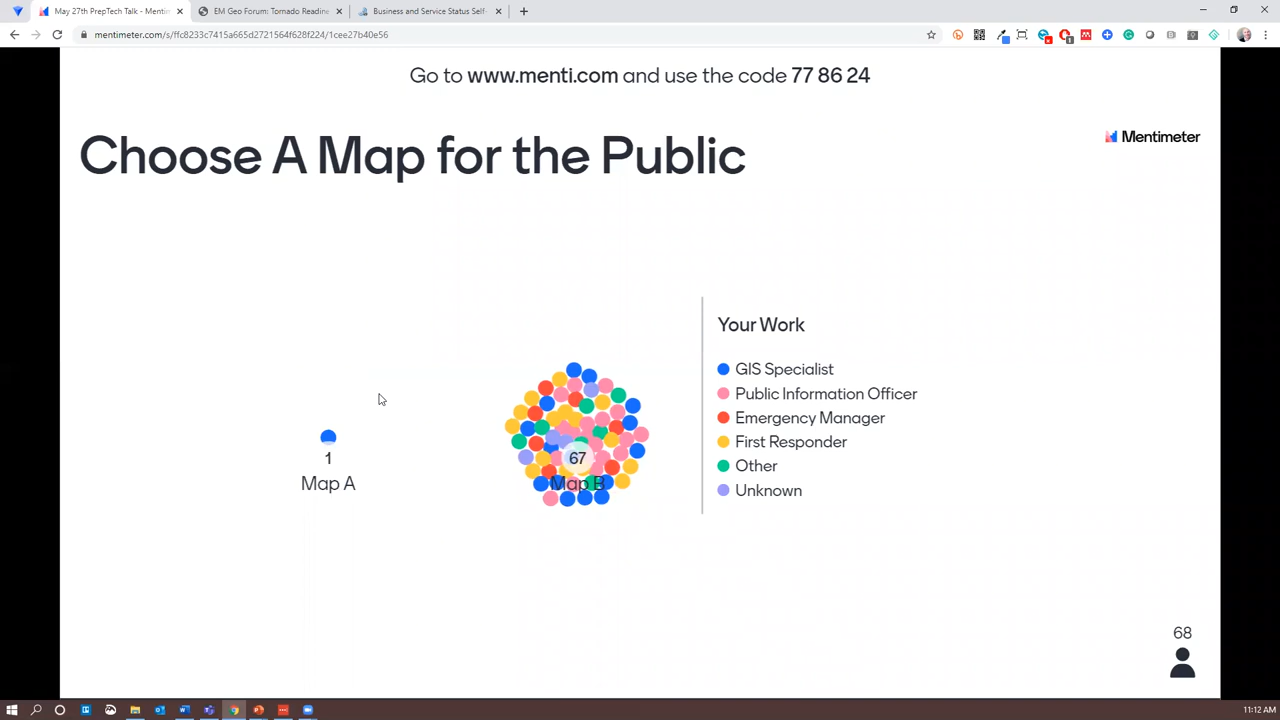 May 27th PrepTech Talk - Mentim
EM Geo Forum: Tornado Readine
Business and Service Status Self-
mentimeter.com/s/ffc8233c7415a665d2721564f628f224/1cee27b40e56
Go to www.menti.com and use the code 77 86 24
Choose A Map for the Public
Mentimeter
Your Work
GIS Specialist
Public Information Officer
Emergency Manager
First Responder
Other
Unknown
1
Map A
67
Map B
68
11:12 AM